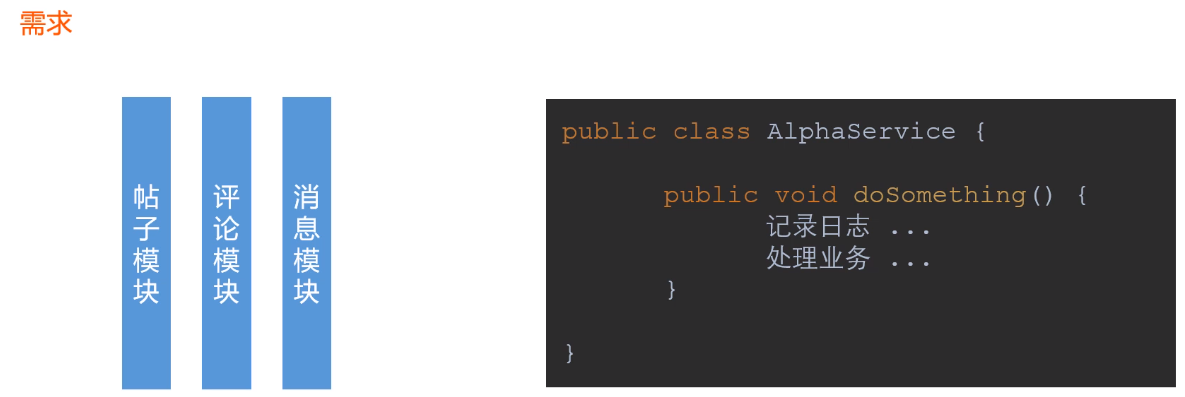 需求
帖子模块
评论模块
消息模块
public class AlphaService {
public void doSomething() {
记录日志 ...
处理业务 ...
}
}